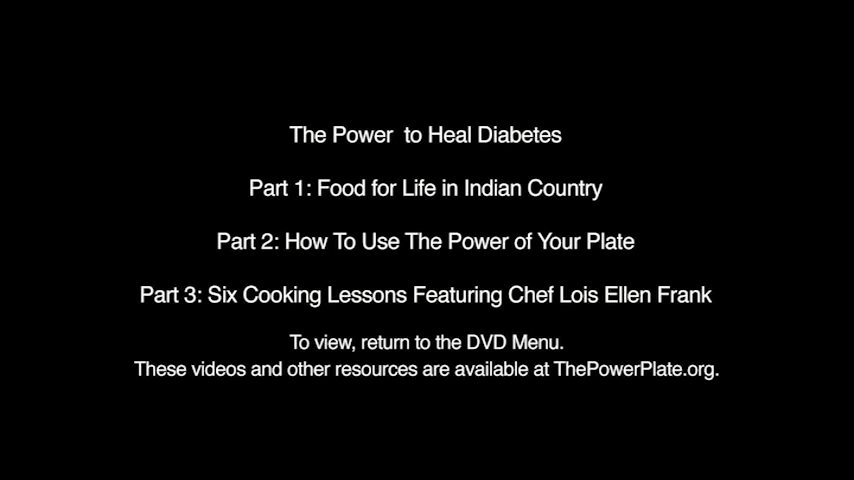 The Power  to Heal Diabetes
Part 1: Food for Life in Indian Country
Part 2: How To Use The Power of Your Plate
Part 3: Six Cooking Lessons Featuring Chef Lois Ellen Frank
To view, return to the DVD Menu.
These videos and other resources are available at ThePowerPlate.org.